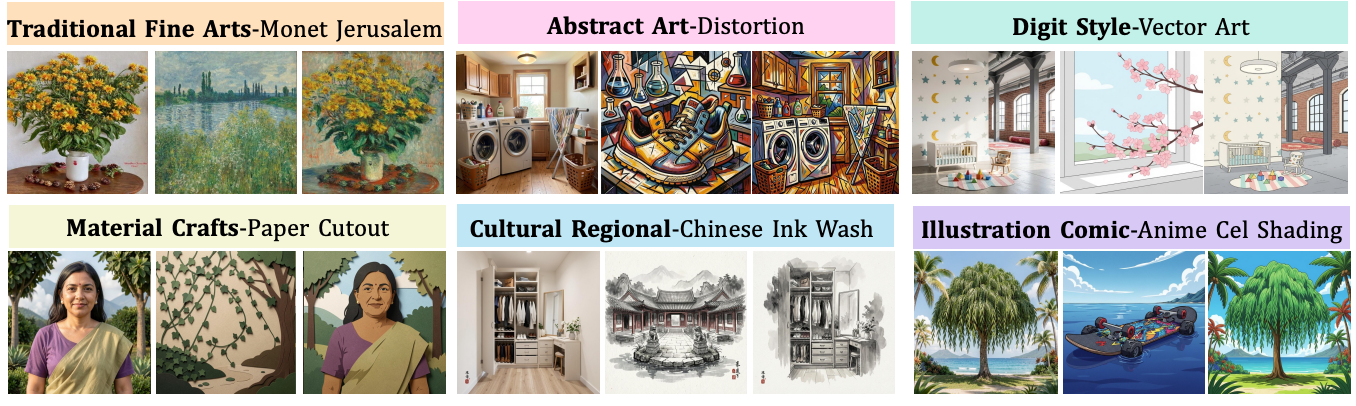 Traditional Fine Arts-Monet Jerusalem
Abstract Art-Distortion
Digit Style-Vector Art
Material Crafts-Paper Cutout
Cultural Regional-Chinese Ink Wash
Illustration Comic-Anime Cel Shading